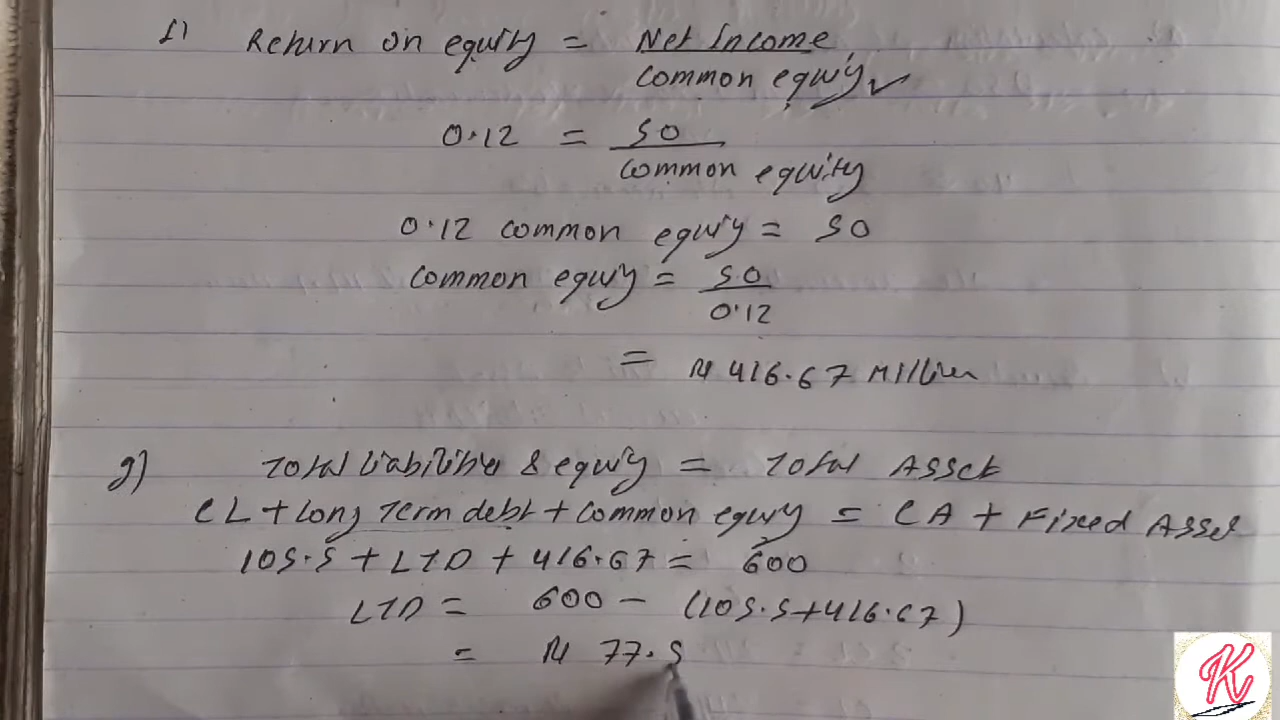 f) Return on equity = Net Income
Common equity ✓
0.12 = 50
Common equity
0.12 common equity = 50
Common equity = 50
0.12
= Rs 416.67 Million
g) Total Liabilities & equity = Total Asset
CL + Long Term debt + Common equity = CA + Fixed Asset
105.5 + LTD + 416.67 = 600
LTD = 600 - (105.5+416.67)
= Rs 77.5
K